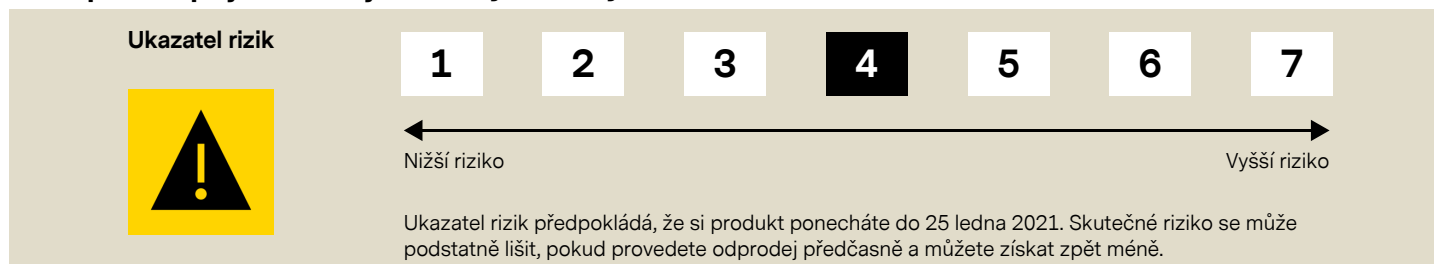 Ukazatel rizik
1 2 3 4 5 6 7
Nižší riziko Vyšší riziko
Ukazatel rizik předpokládá, že si produkt ponecháte do 25 ledna 2021. Skutečné riziko se může
podstatně lišit, pokud provedete odprodej předčasně a můžete získat zpět méně.